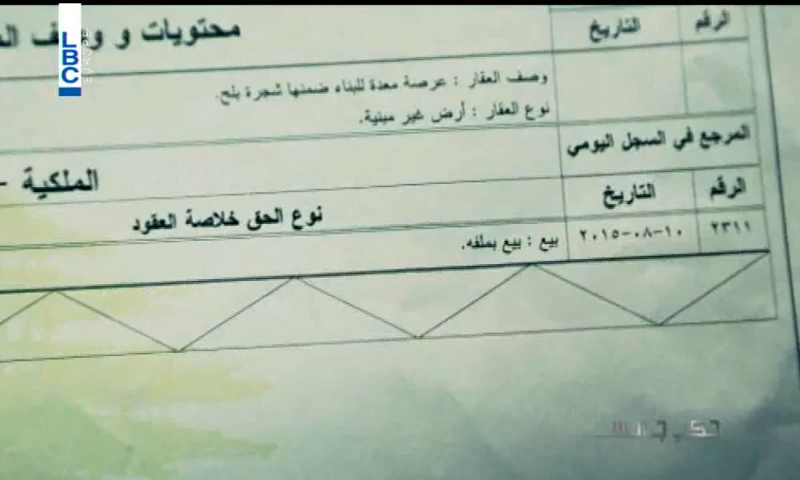 الرقم التاريخ محتويات و
وصف العقار : عرصة معدة للبناء ضمنها شجرة بلح.
نوع العقار : أرض غير مبنية.
المرجع في السجل اليومي
الملكية -
الرقم التاريخ نوع الحق خلاصة العقود
٢٣١١ ١٠-٠٨-٢٠١٥ بيع : بيع بملفه.
LBC